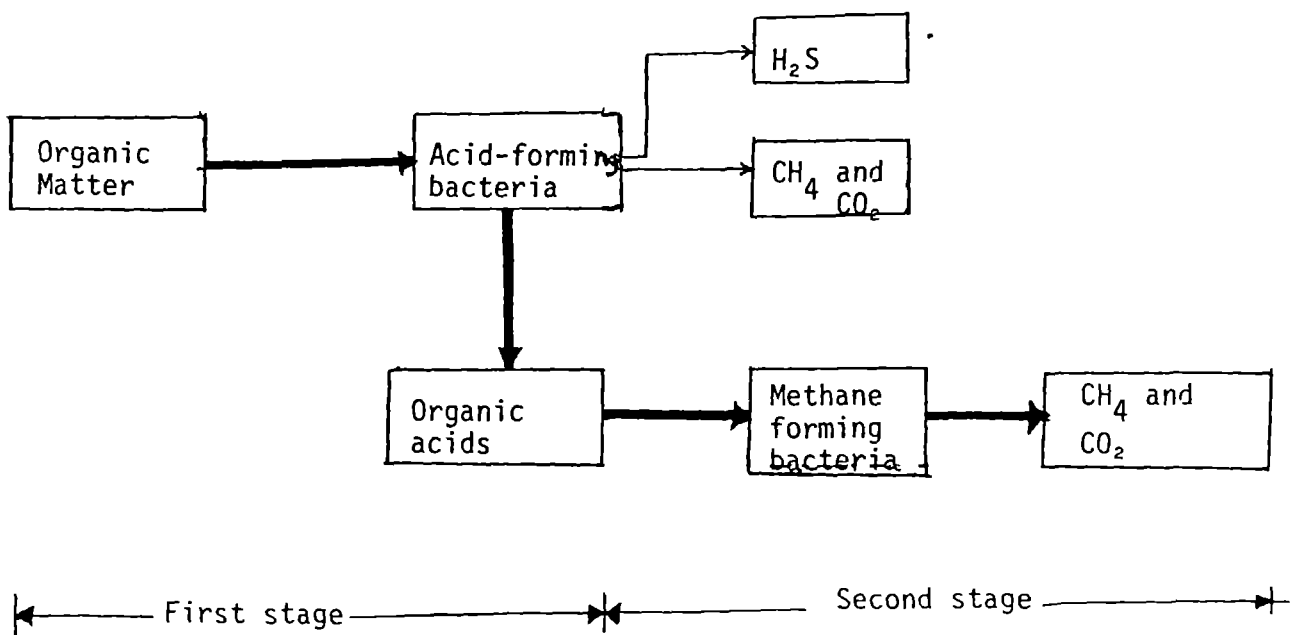 H₂S
Organic
Matter
Acid-forming
bacteria
CH₄ and
CO₂
Organic
acids
Methane
forming
bacteria
CH₄ and
CO₂
First stage
Second stage